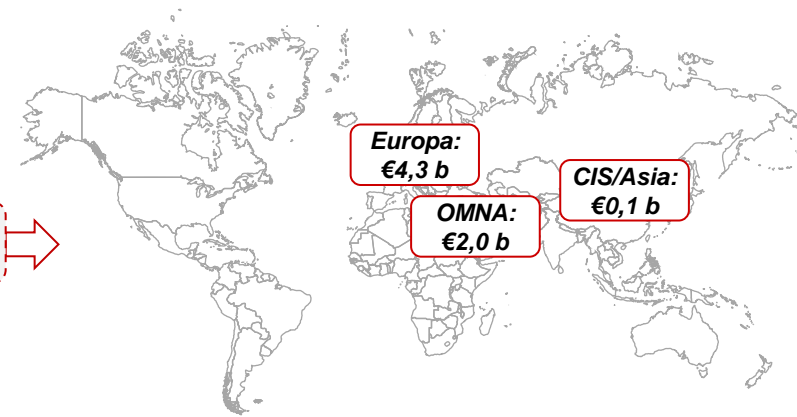 Europa:
€4,3 b
CIS/Asia:
€0,1 b
OMNA:
€2,0 b